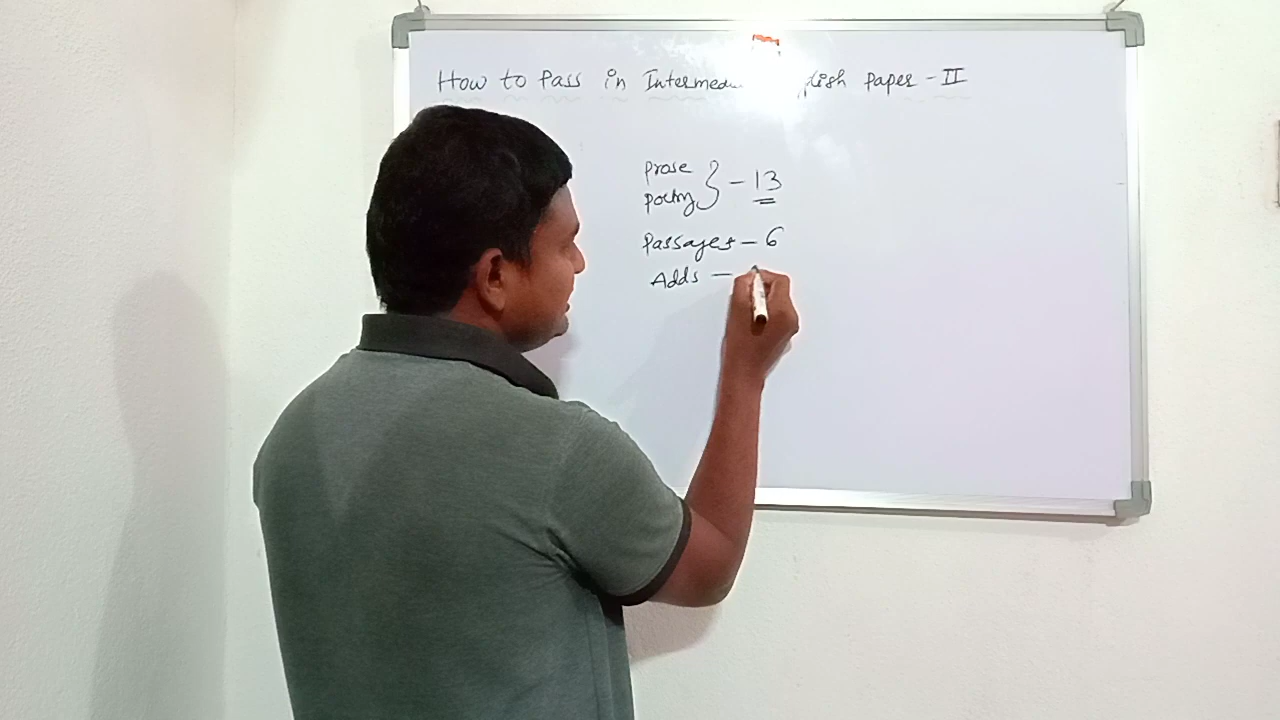 How to Pass in Intermed glish paper - II
prose
poetry } - 13
Passages - 6
Adds -